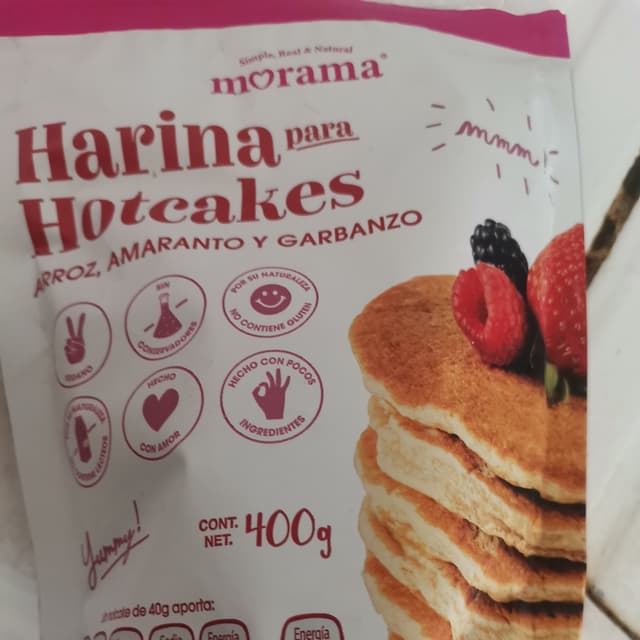 Simple, Real & Natural
morama
Harina para
Hotcakes
ARROZ, AMARANTO Y GARBANZO
mmm!
SIN
CONSERVADORES
POR SU NATURALEZA
NO CONTIENE GLUTEN
HECHO
CON AMOR
HECHO CON POCOS
INGREDIENTES
Yummy!
CONT.
NET. 400g
de 40g aporta:
Energía
Energía